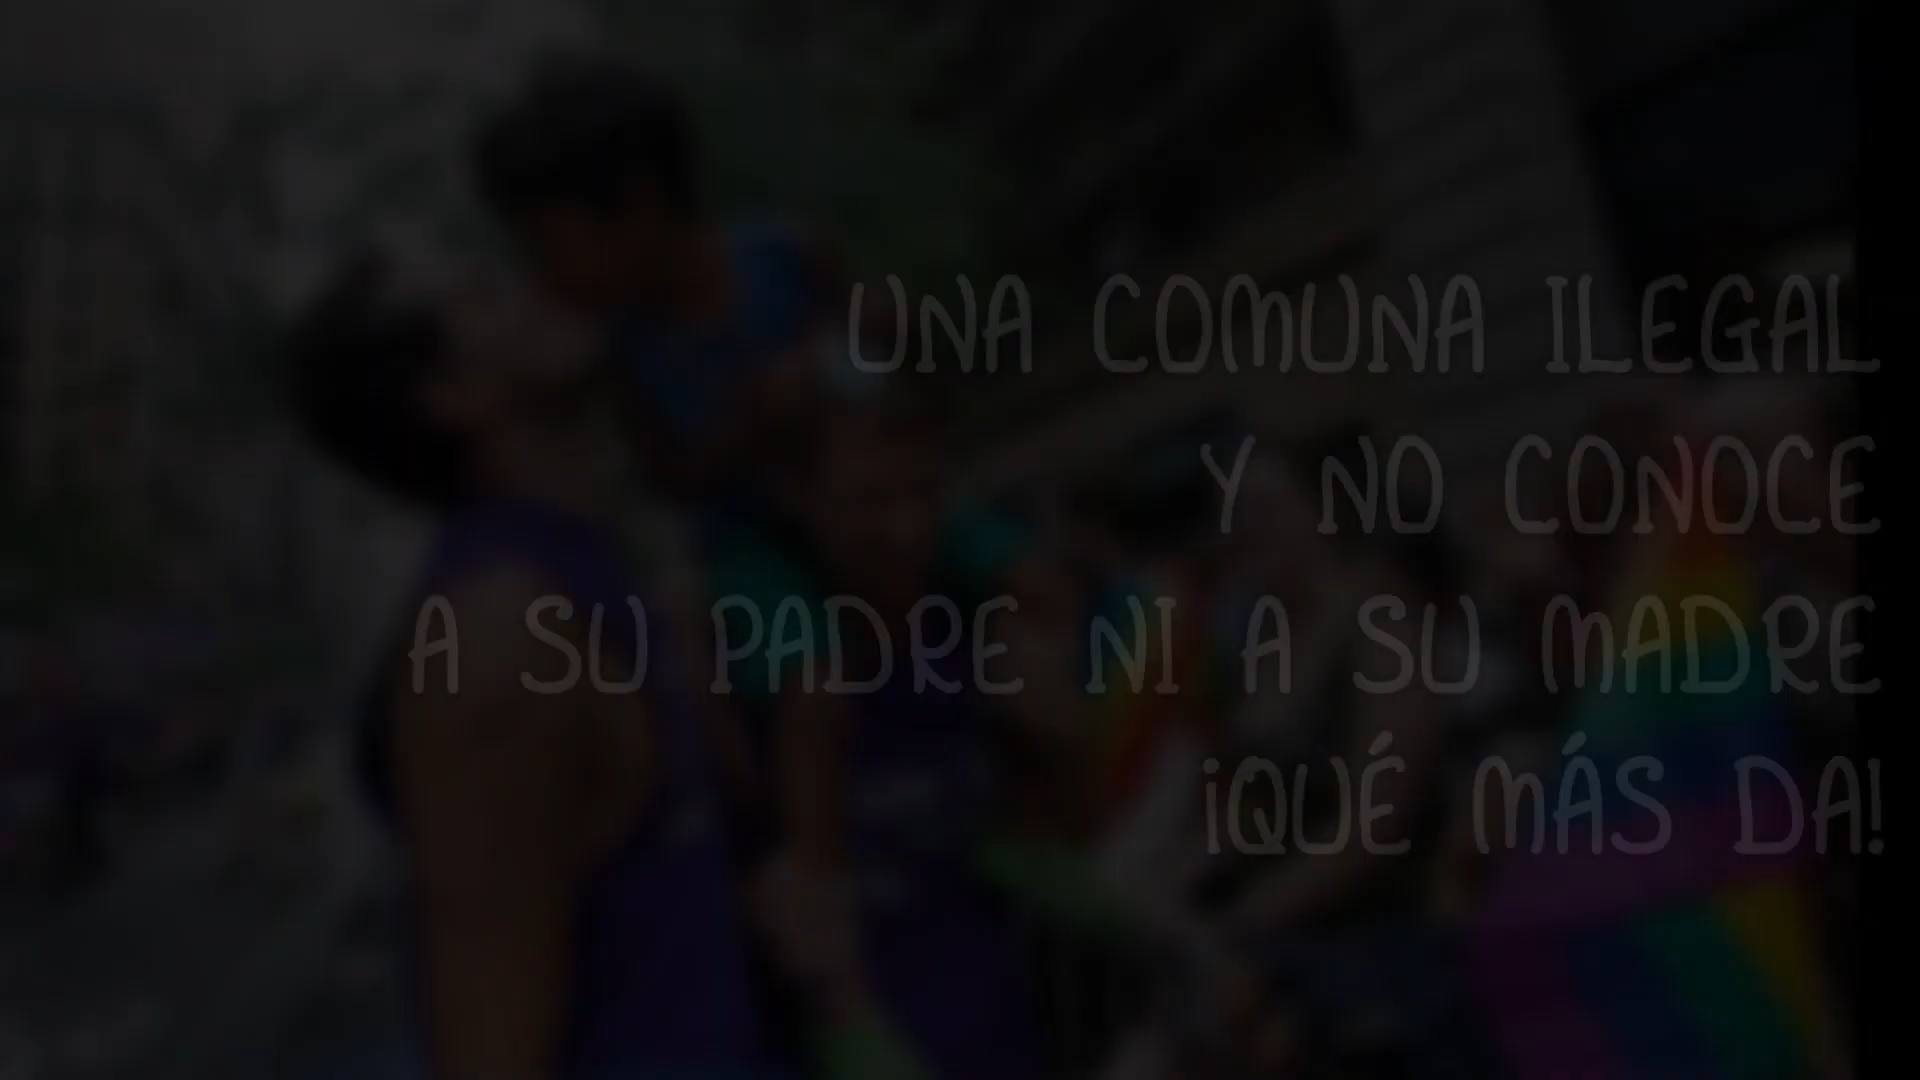 UNA COMUNA ILEGAL
Y NO CONOCE
A SU PADRE NI A SU MADRE
¡QUÉ MÁS DA!